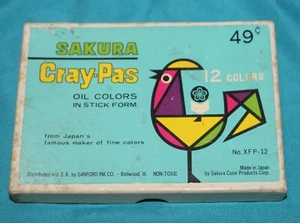 SAKURA
49¢
Cray-Pas
12 COLORS
OIL COLORS
IN STICK FORM
from Japan's
famous maker of fine colors
No. XFP-12
Distributed in U.S.A. by SANFORD INK CO. - Bellwood, Ill. NON-TOXIC
Made in Japan
by Sakura Color Products Corp.